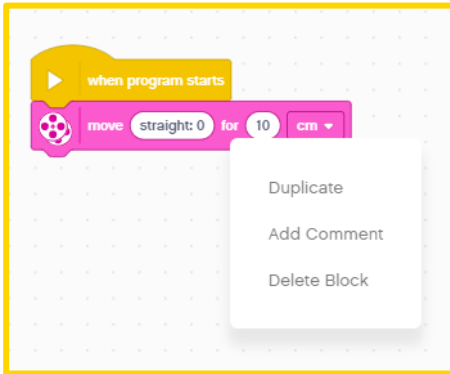 when program starts
move straight: 0 for 10 cm
Duplicate
Add Comment
Delete Block